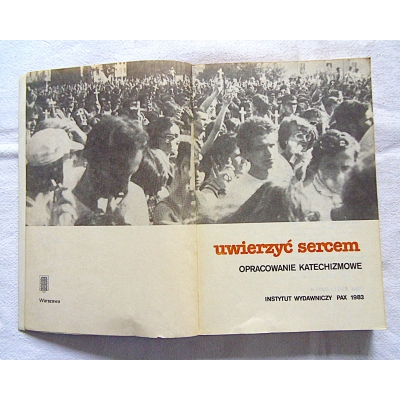 uwierzyć sercem
OPRACOWANIE KATECHIZMOWE
Warszawa
INSTYTUT WYDAWNICZY PAX 1983